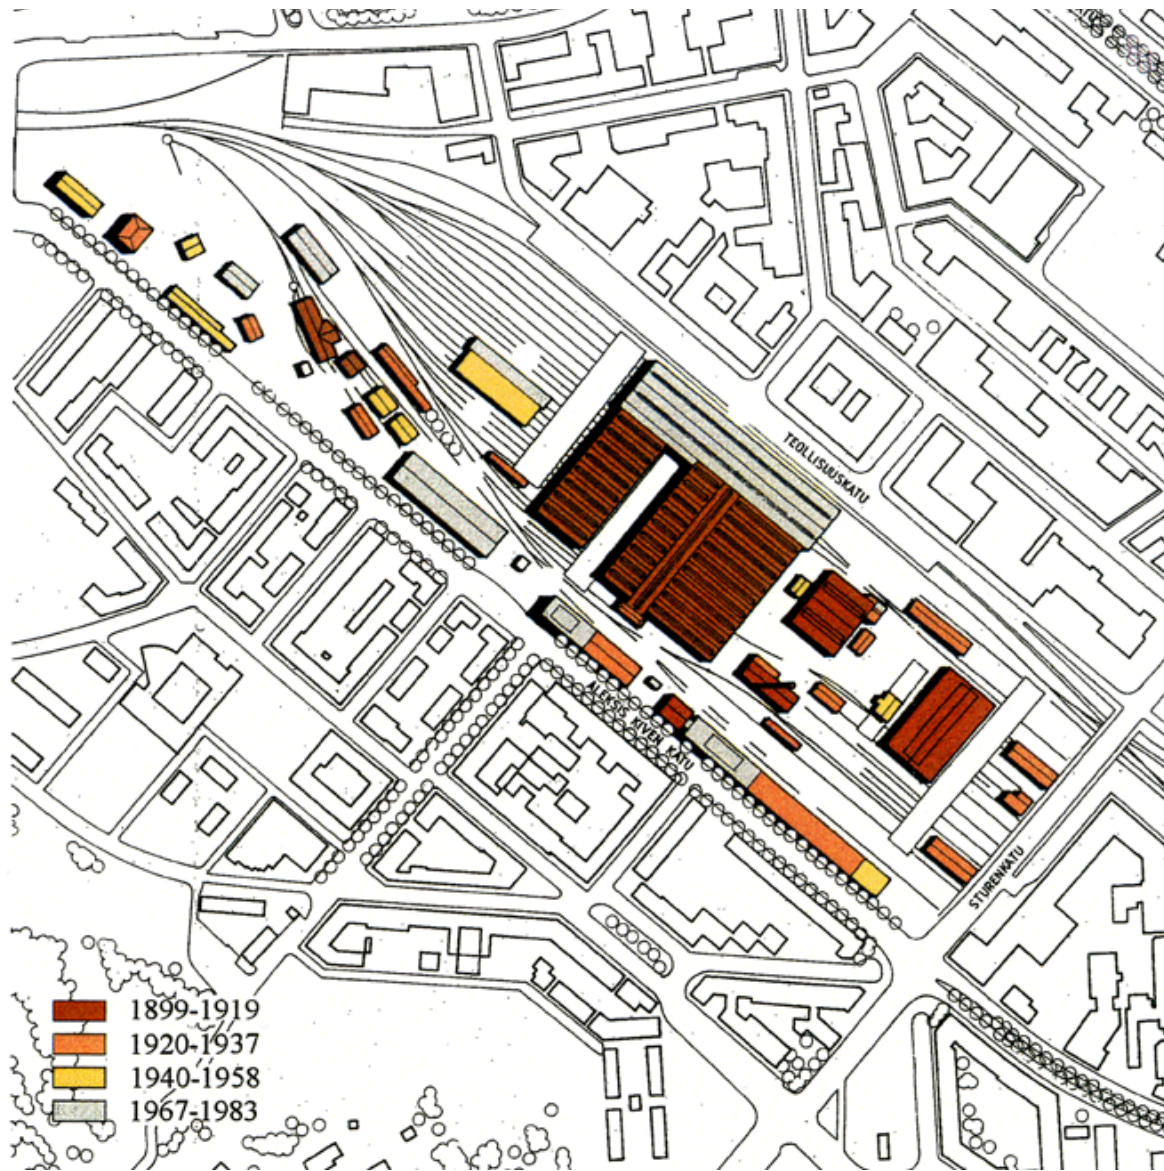 TEOLLISUUSKATU
ALEKSIS KIVEN KATU
STURENKATU
1899-1919
1920-1937
1940-1958
1967-1983